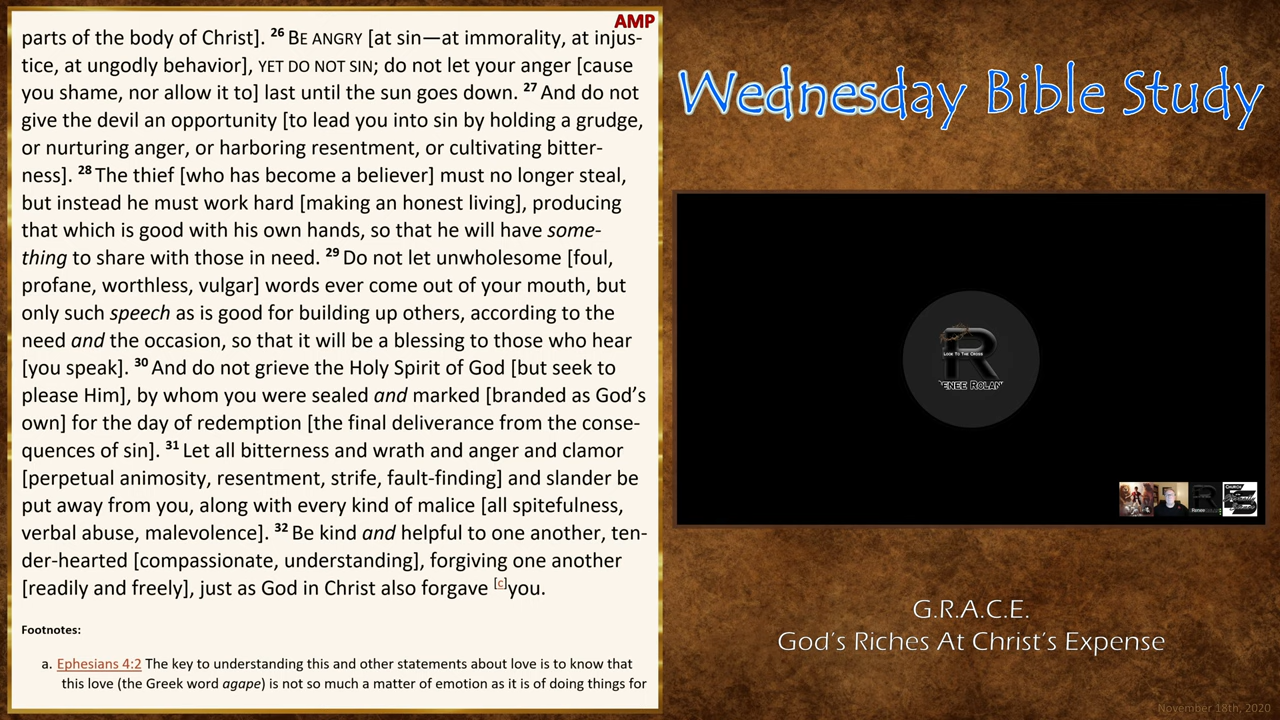 AMP
parts of the body of Christ]. 26 BE ANGRY [at sin—at immorality, at injus-
tice, at ungodly behavior], YET DO NOT SIN; do not let your anger [cause
you shame, nor allow it to] last until the sun goes down. 27 And do not
give the devil an opportunity [to lead you into sin by holding a grudge,
or nurturing anger, or harboring resentment, or cultivating bitter-
ness]. 28 The thief [who has become a believer] must no longer steal,
but instead he must work hard [making an honest living], producing
that which is good with his own hands, so that he will have some-
thing to share with those in need. 29 Do not let unwholesome [foul,
profane, worthless, vulgar] words ever come out of your mouth, but
only such speech as is good for building up others, according to the
need and the occasion, so that it will be a blessing to those who hear
[you speak]. 30 And do not grieve the Holy Spirit of God [but seek to
please Him], by whom you were sealed and marked [branded as God's
own] for the day of redemption [the final deliverance from the conse-
quences of sin]. 31 Let all bitterness and wrath and anger and clamor
[perpetual animosity, resentment, strife, fault-finding] and slander be
put away from you, along with every kind of malice [all spitefulness,
verbal abuse, malevolence]. 32 Be kind and helpful to one another, ten-
der-hearted [compassionate, understanding], forgiving one another
[readily and freely], just as God in Christ also forgave [c]you.
Footnotes:
a. Ephesians 4:2 The key to understanding this and other statements about love is to know that
this love (the Greek word agape) is not so much a matter of emotion as it is of doing things for
Wednesday Bible Study
R
LOOK TO THE CROSS
RENEE ROLAN
Renee
G.R.A.C.E.
God's Riches At Christ's Expense
November 18th, 2020